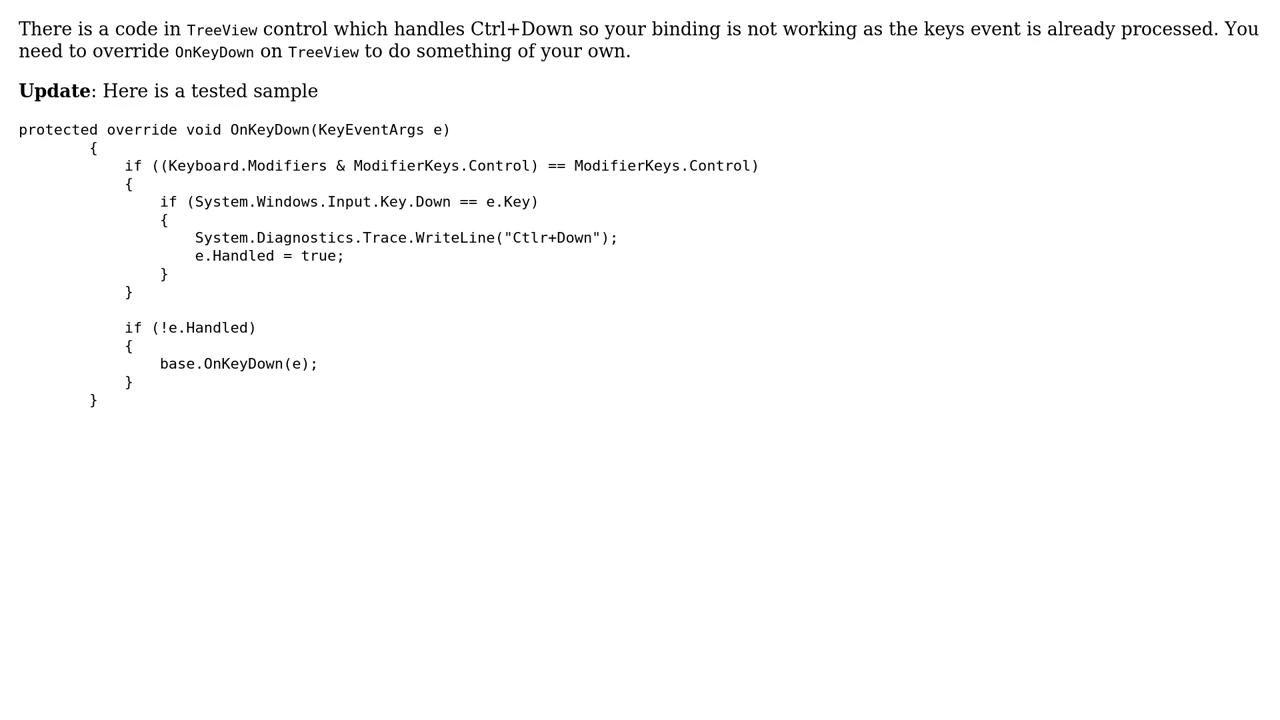 There is a code in TreeView control which handles Ctrl+Down so your binding is not working as the keys event is already processed. You
need to override OnKeyDown on TreeView to do something of your own.
Update: Here is a tested sample
protected override void OnKeyDown(KeyEventArgs e)
        {
            if ((Keyboard.Modifiers & ModifierKeys.Control) == ModifierKeys.Control)
            {
                if (System.Windows.Input.Key.Down == e.Key)
                {
                    System.Diagnostics.Trace.WriteLine("Ctlr+Down");
                    e.Handled = true;
                }
            }

            if (!e.Handled)
            {
                base.OnKeyDown(e);
            }
        }